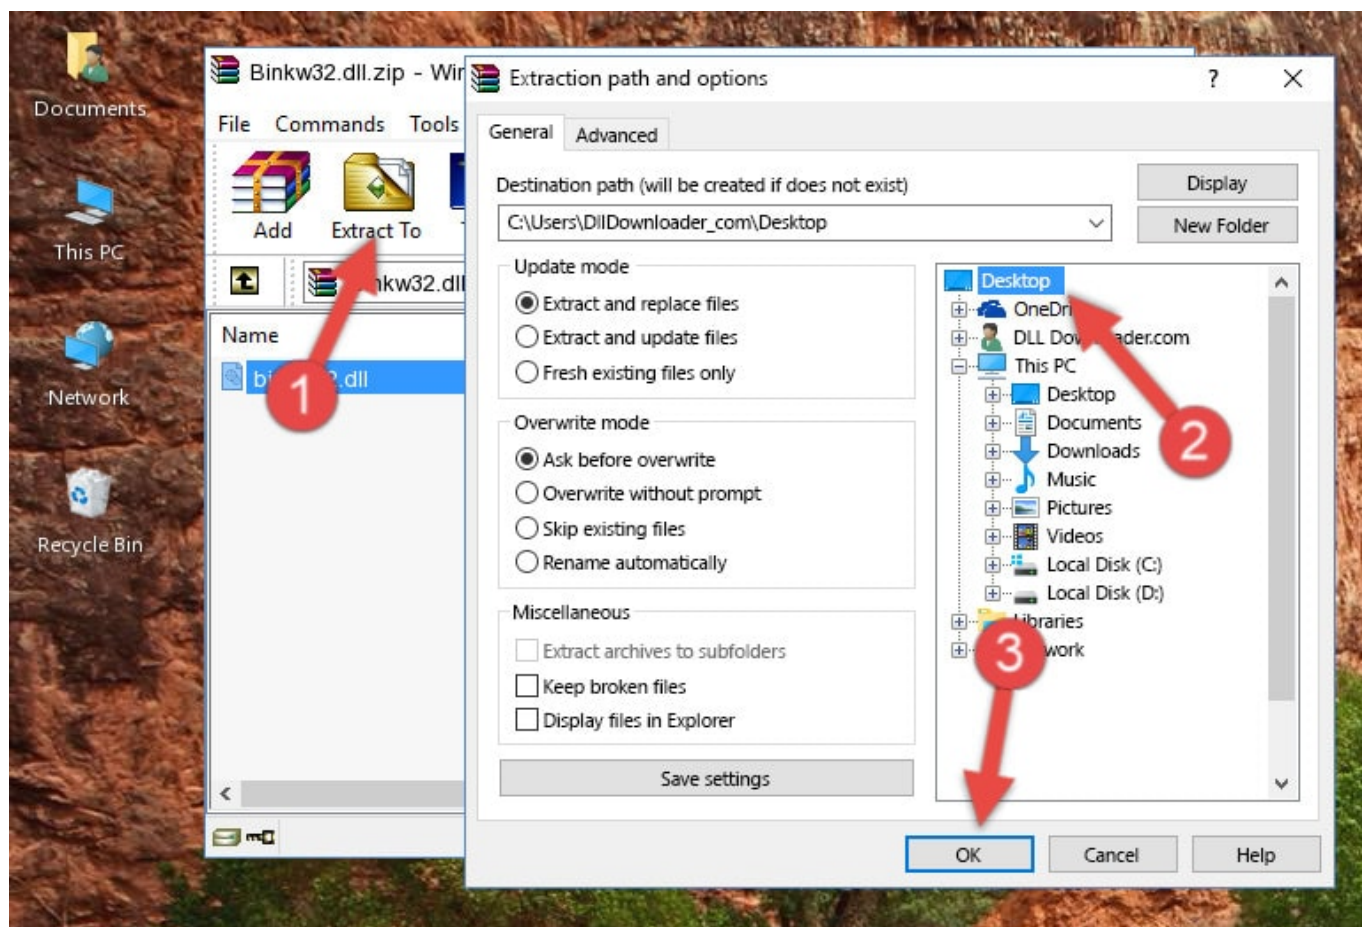 Documents
This PC
Network
Recycle Bin
Binkw32.dll.zip - Win
File Commands Tools
Add
Extract To
kw32.dll
Name
.dll
1
Extraction path and options
?
General
Advanced
Destination path (will be created if does not exist)
C:\Users\DllDownloader_com\Desktop
Display
New Folder
Update mode
Extract and replace files
Extract and update files
Fresh existing files only
Overwrite mode
Ask before overwrite
Overwrite without prompt
Skip existing files
Rename automatically
Miscellaneous
Extract archives to subfolders
Keep broken files
Display files in Explorer
Save settings
Desktop
OneDri
DLL Do ader.com
This PC
Desktop
Documents
Downloads
Music
Pictures
Videos
Local Disk (C:)
Local Disk (D:)
braries
work
2
3
OK
Cancel
Help